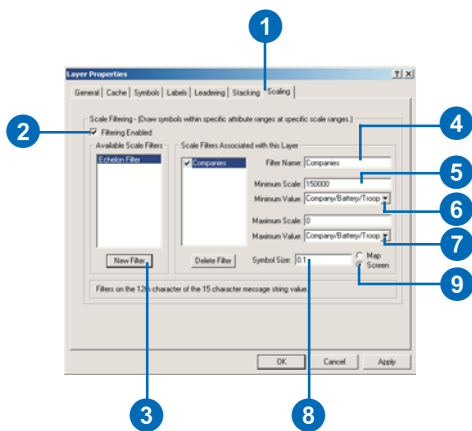 1
Layer Properties ? X
General Cache Symbols Labels Leadering Stacking Scaling
Scale Filtering - (Draw symbols within specific attribute ranges at specific scale ranges.)
2
Filtering Enabled
Available Scale Filters
Echelon Filter
Scale Filters Associated with this Layer
Companies
Filter Name: Companies
4
Minimum Scale: 150000
5
Minimum Value: Company/Battery/Troop
6
Maximum Scale: 0
Maximum Value: Company/Battery/Troop
7
New Filter
Delete Filter
Symbol Size: 0.1
Map
Screen
9
Filters on the 12th character of the 15 character message string value.
OK Cancel Apply
3
8